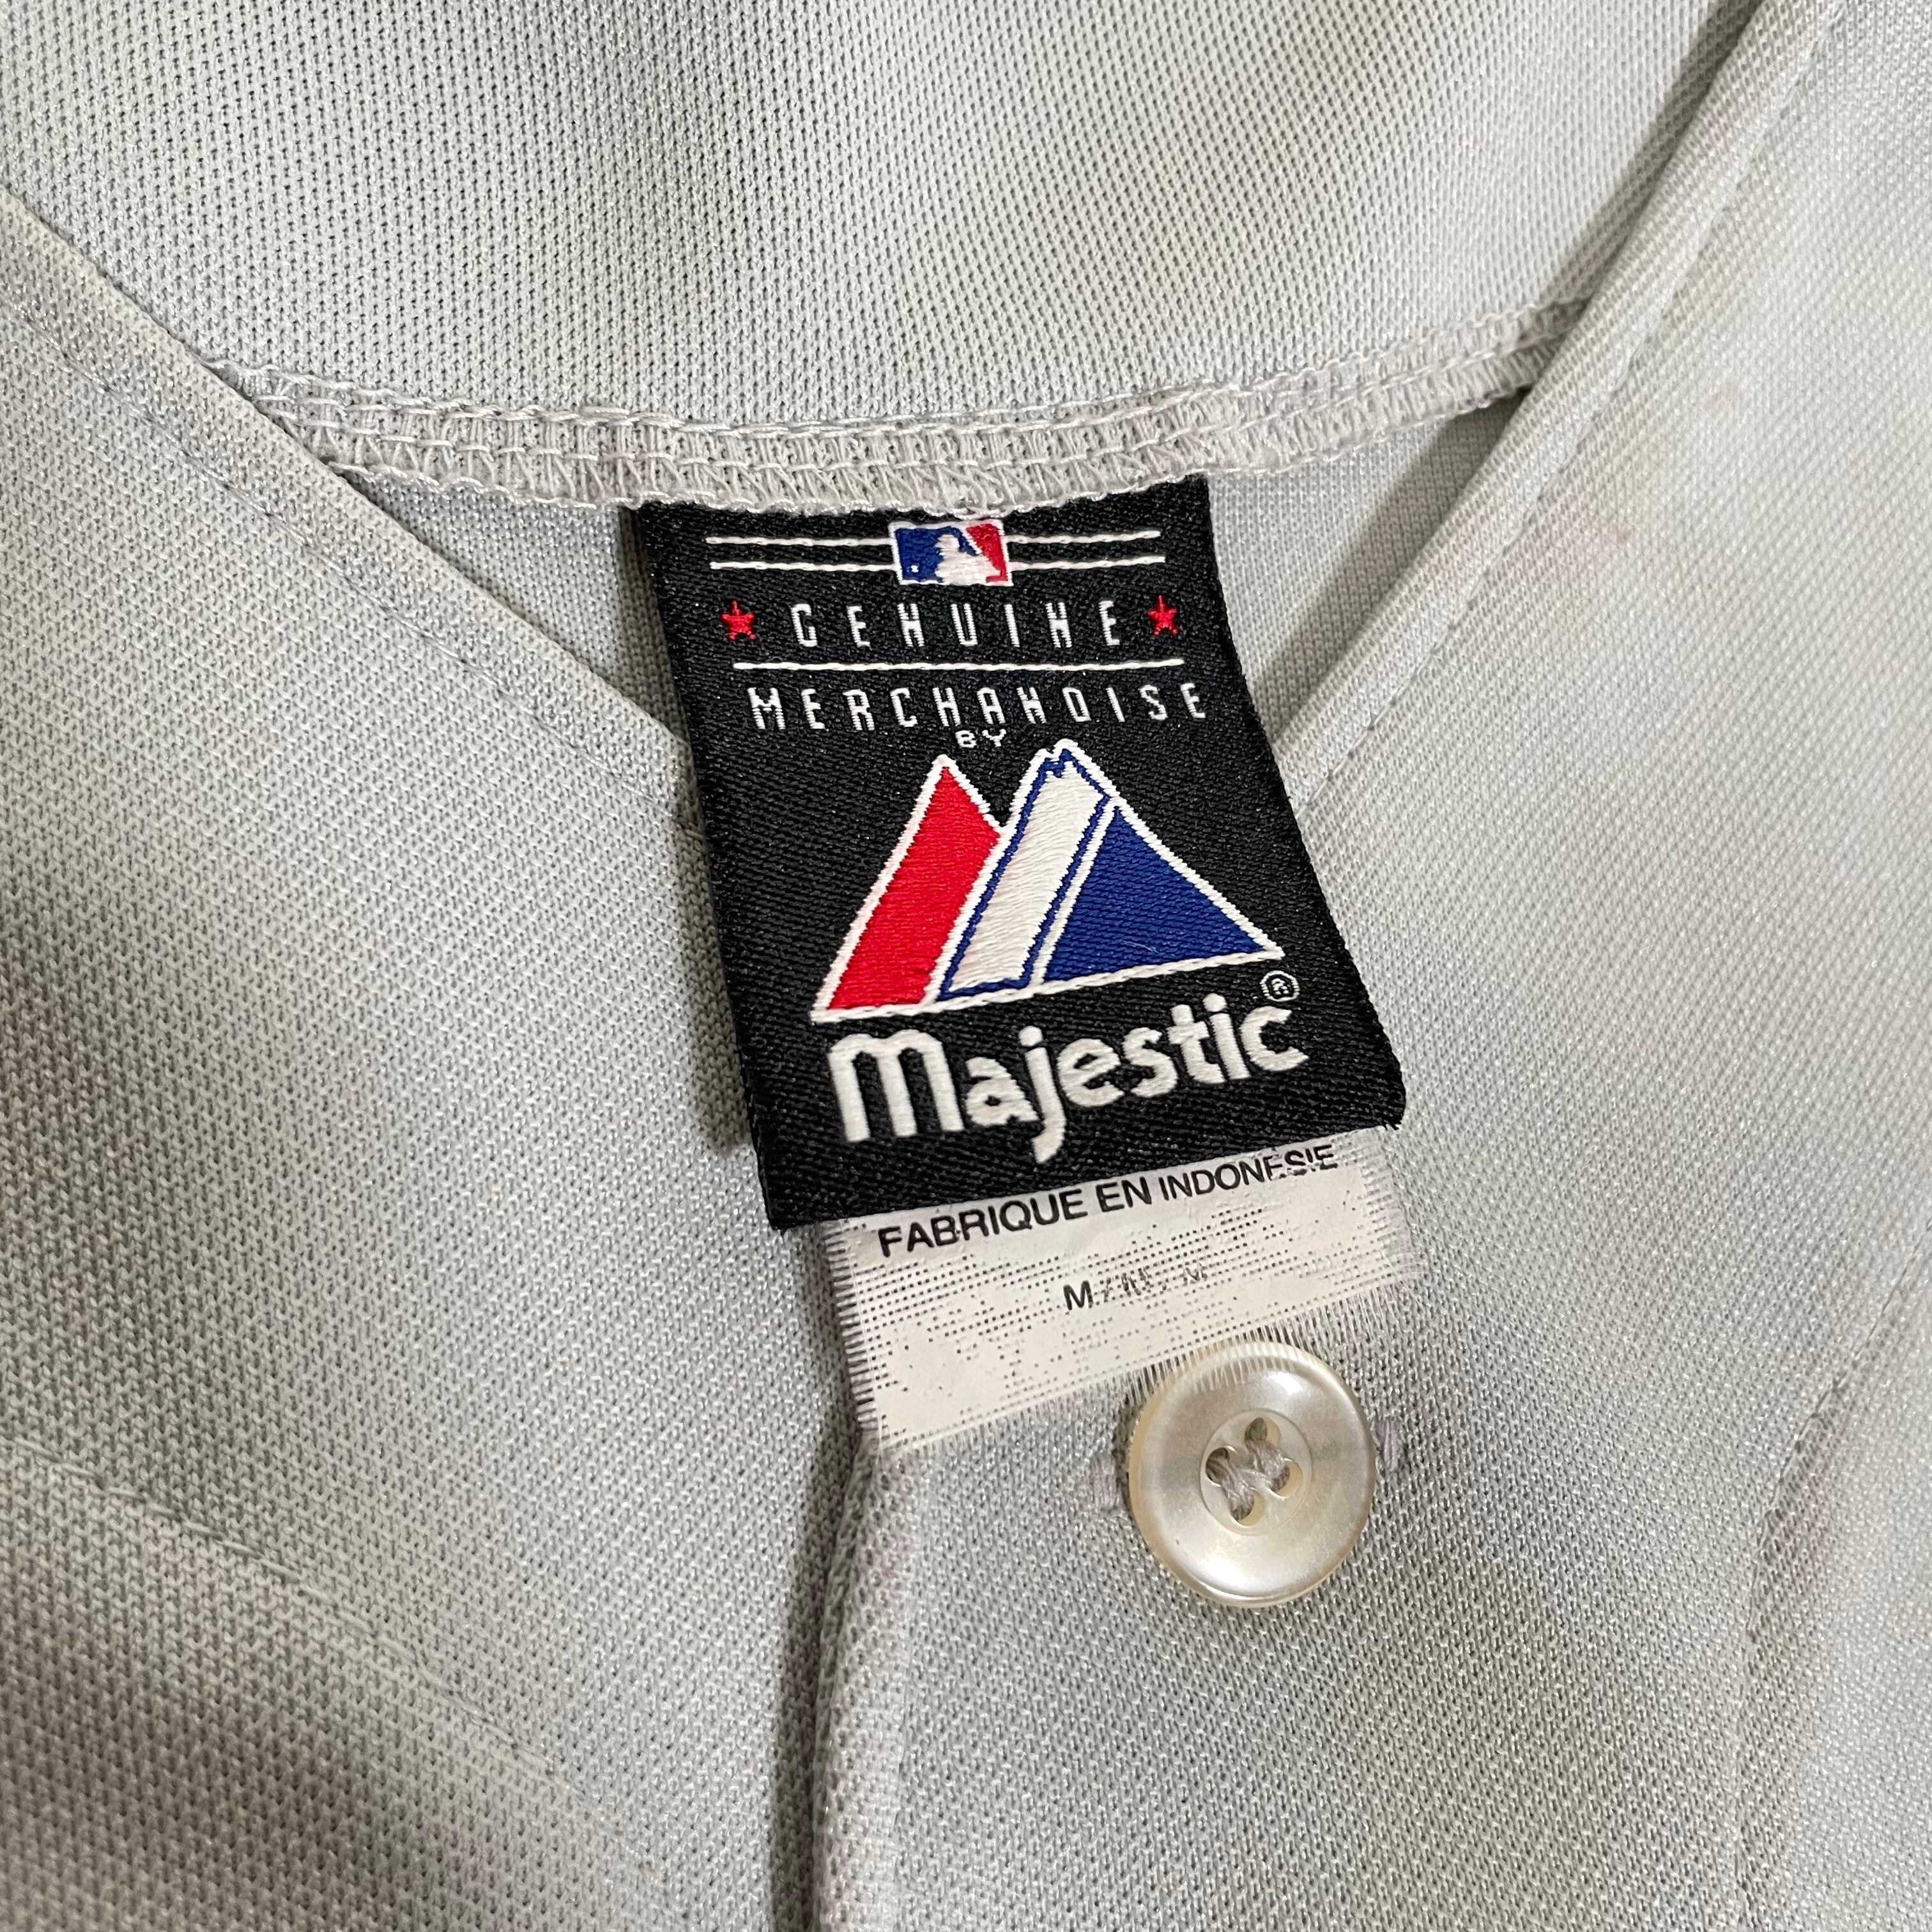 GENUINE
MERCHANDISE
BY
Majestic®
FABRIQUE EN INDONESIE
M / M / M